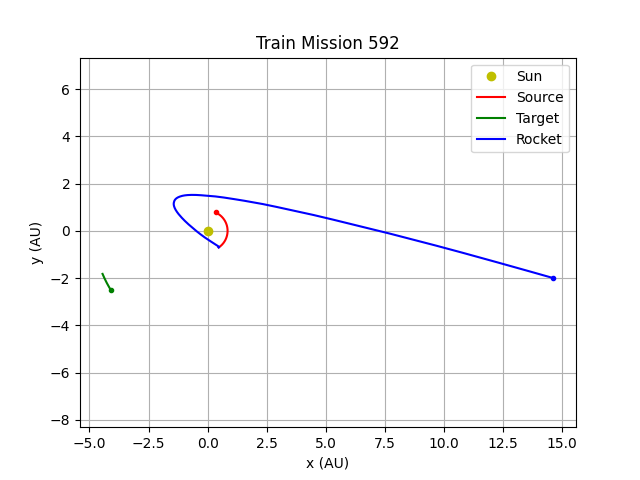 Train Mission 592
Sun
Source
Target
Rocket
6
4
2
0
−2
−4
−6
−8
y (AU)
−5.0 −2.5 0.0 2.5 5.0 7.5 10.0 12.5 15.0
x (AU)